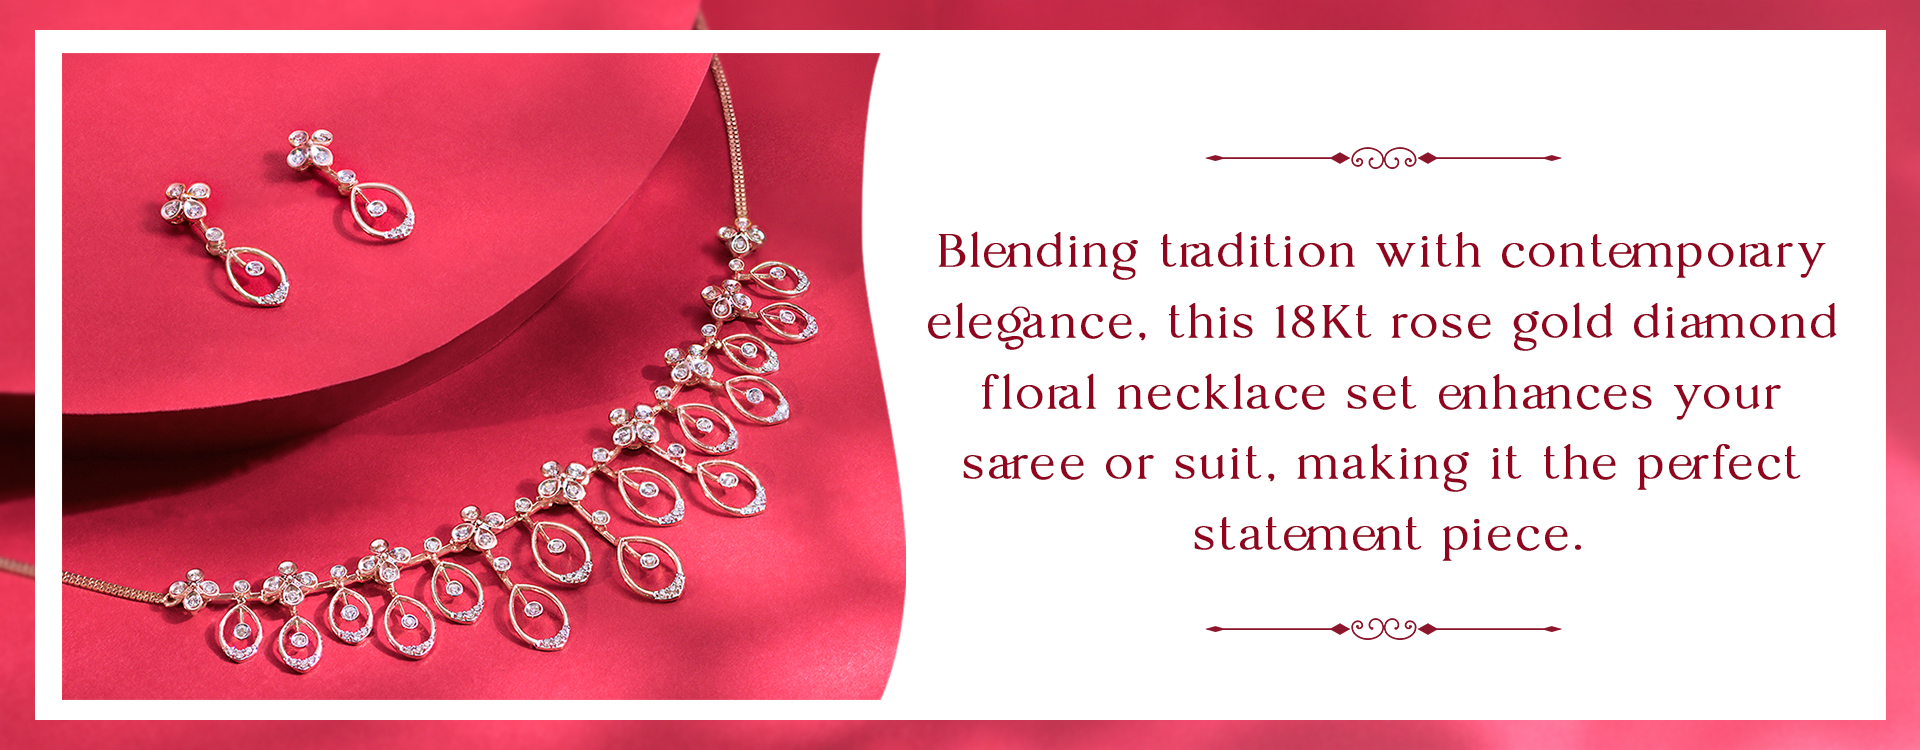 Blending tradition with contemporary
elegance, this 18Kt rose gold diamond
floral necklace set enhances your
saree or suit, making it the perfect
statement piece.